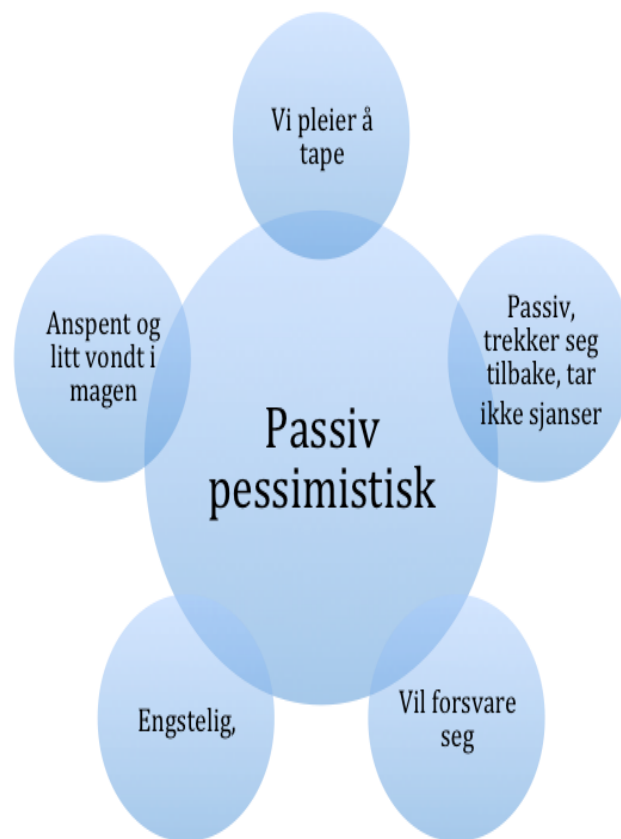 Vi pleier å
tape
Passiv,
trekker seg
tilbake, tar
ikke sjanser
Anspent og
litt vondt i
magen
Passiv
pessimistisk
Vil forsvare
seg
Engstelig,